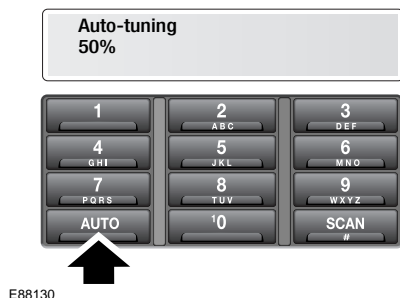 Auto-tuning
50%
1 2 3
ABC DEF
4 5 6
GHI JKL MNO
7 8 9
PQRS TUV WXYZ
AUTO 10 SCAN
#
E88130